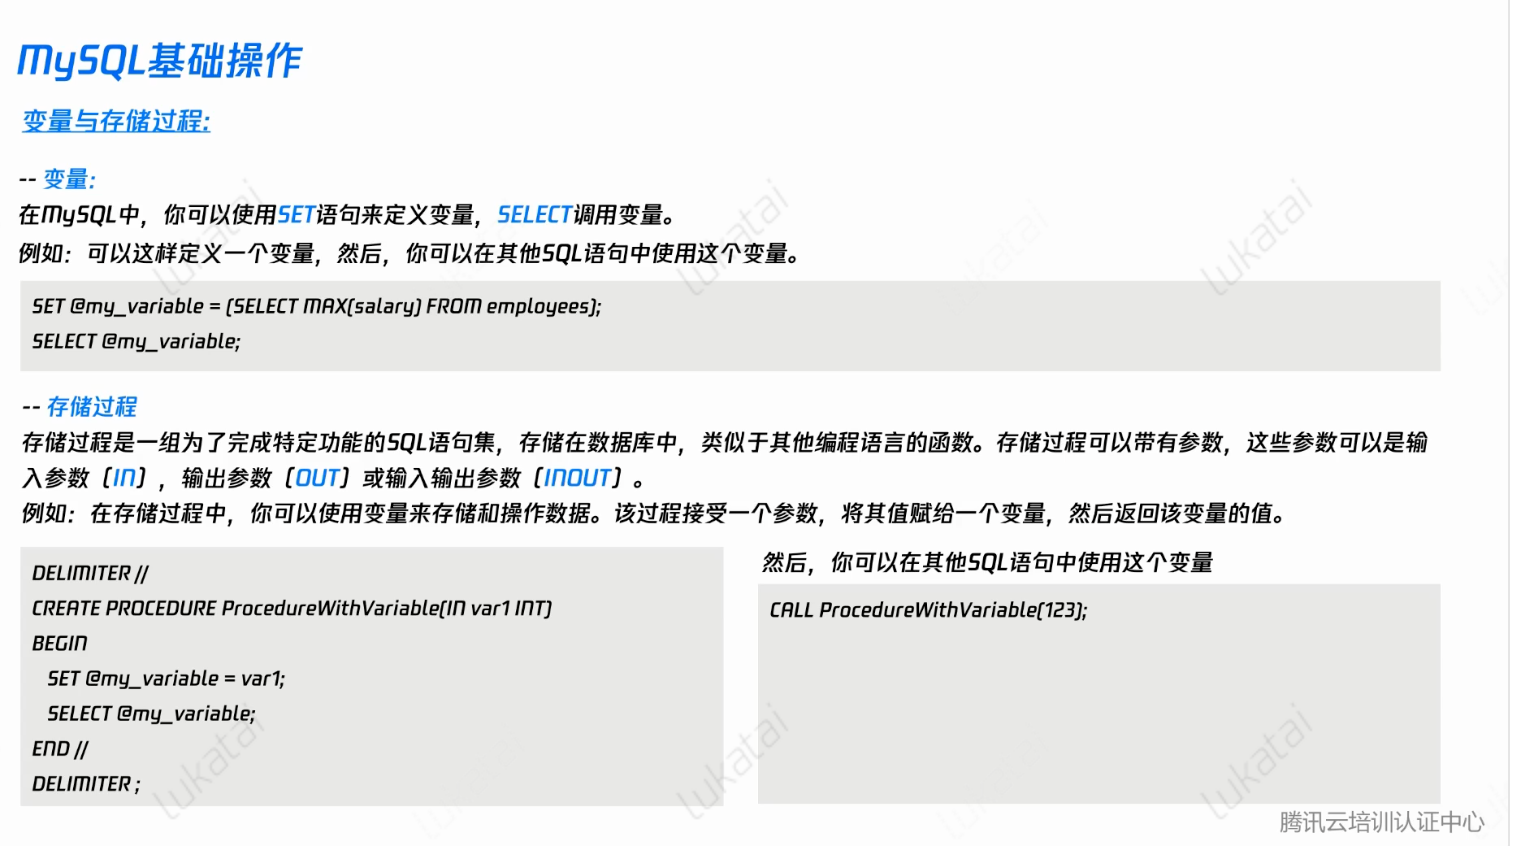 MySQL基础操作
变量与存储过程:
-- 变量:
在MySQL中，你可以使用SET语句来定义变量，SELECT调用变量。
例如：可以这样定义一个变量，然后，你可以在其他SQL语句中使用这个变量。
SET @my_variable = (SELECT MAX(salary) FROM employees);
SELECT @my_variable;
-- 存储过程
存储过程是一组为了完成特定功能的SQL语句集，存储在数据库中，类似于其他编程语言的函数。存储过程可以带有参数，这些参数可以是输
入参数（IN），输出参数（OUT）或输入输出参数（INOUT）。
例如：在存储过程中，你可以使用变量来存储和操作数据。该过程接受一个参数，将其值赋给一个变量，然后返回该变量的值。
DELIMITER //
CREATE PROCEDURE ProcedureWithVariable(IN var1 INT)
BEGIN
SET @my_variable = var1;
SELECT @my_variable;
END //
DELIMITER ;
然后，你可以在其他SQL语句中使用这个变量
CALL ProcedureWithVariable(123);
lukatai
lukatai
lukatai
lukatai
lukatai
lukatai
腾讯云培训认证中心